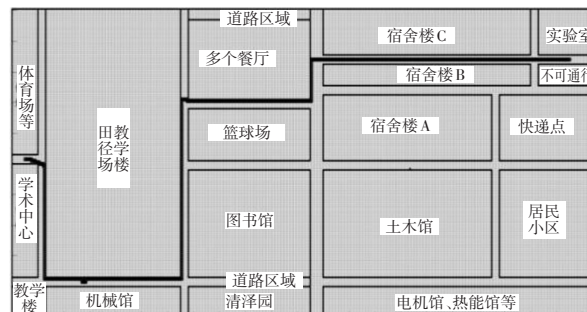 道路区域
宿舍楼C
实验室
多个餐厅
体育场等
宿舍楼B
不可通行
田径场
教学楼
篮球场
宿舍楼A
快递点
学术中心
图书馆
土木馆
居民
小区
道路区域
教学
楼
机械馆
清泽园
电机馆、热能馆等